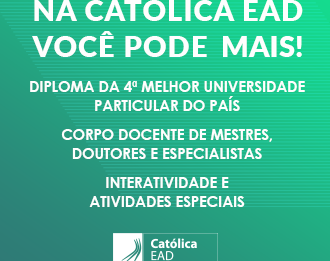 NA CATÓLICA EAD
VOCÊ PODE MAIS!
DIPLOMA DA 4ª MELHOR UNIVERSIDADE
PARTICULAR DO PAÍS
CORPO DOCENTE DE MESTRES,
DOUTORES E ESPECIALISTAS
INTERATIVIDADE E
ATIVIDADES ESPECIAIS
Católica
EAD